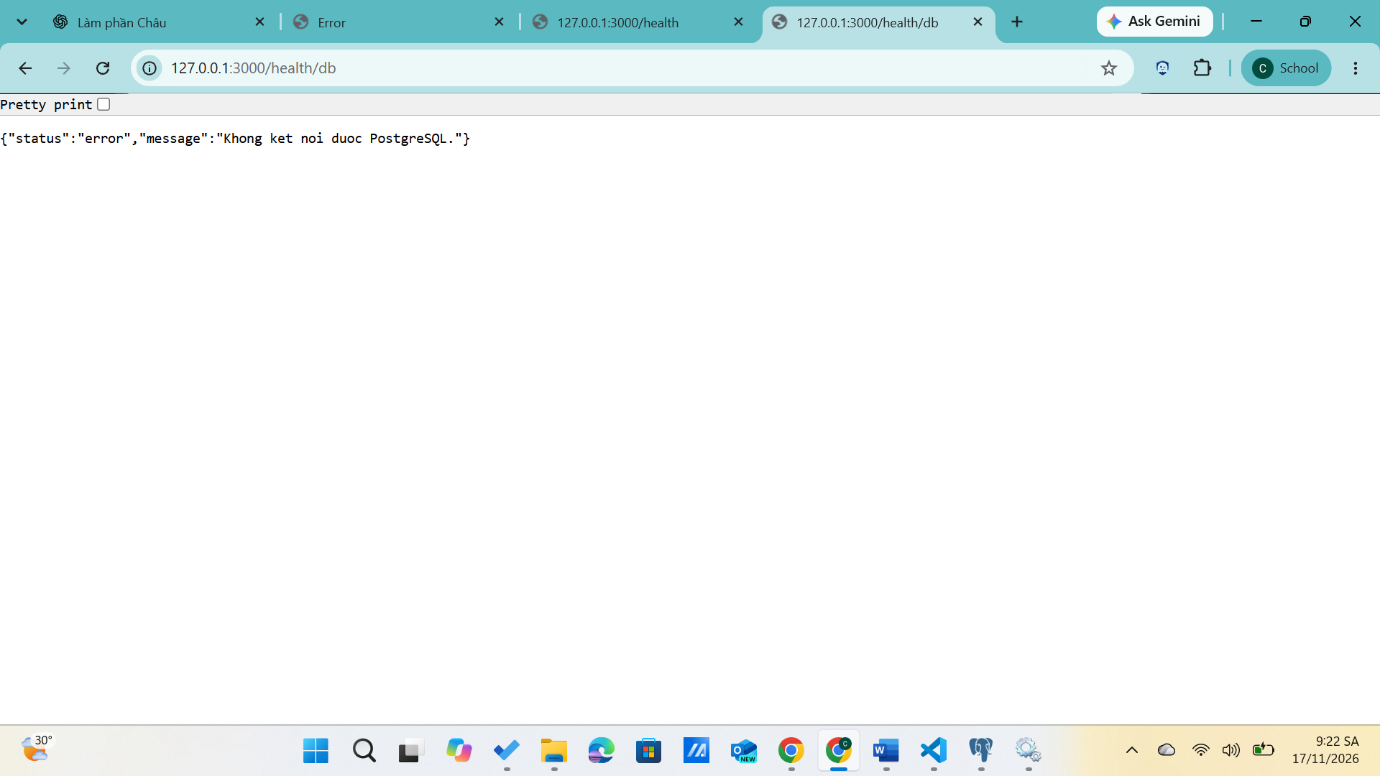 Làm phần Châu
Error
127.0.0.1:3000/health
127.0.0.1:3000/health/db
Ask Gemini
127.0.0.1:3000/health/db
C
School
Pretty print
{"status":"error","message":"Khong ket noi duoc PostgreSQL."}
30°
NEW
C
9:22 SA
17/11/2026